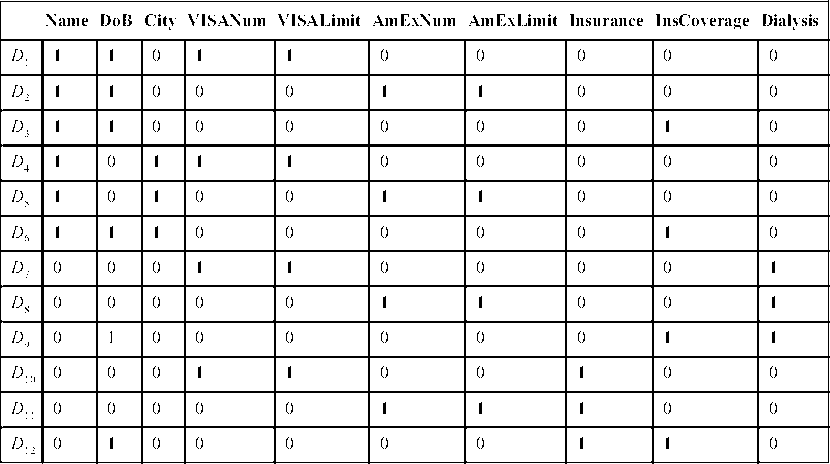 Name DoB City VISANum VISALimit AmExNum AmExLimit Insurance InsCoverage Dialysis
D1 1 1 0 1 1 0 0 0 0 0
D2 1 1 0 0 0 1 1 0 0 0
D3 1 1 0 0 0 0 0 0 1 0
D4 1 0 1 1 1 0 0 0 0 0
D5 1 0 1 0 0 1 1 0 0 0
D6 1 1 1 0 0 0 0 0 1 0
D7 0 0 0 1 1 0 0 0 0 1
D8 0 0 0 0 0 1 1 0 0 1
D9 0 1 0 0 0 0 0 0 1 1
D10 0 0 0 1 1 0 0 1 0 0
D11 0 0 0 0 0 1 1 1 0 0
D12 0 1 0 0 0 0 0 1 1 0